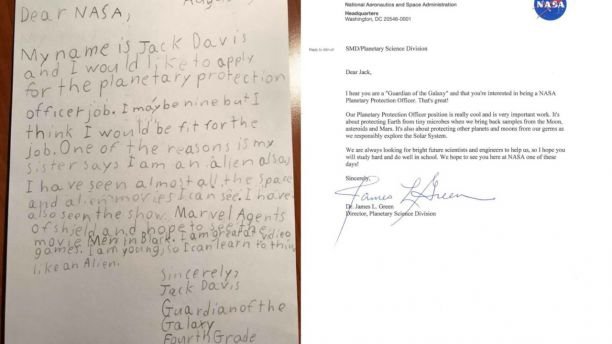 Dear NASA,
My name is Jack Davis
and I would like to apply
for the planetary protection
officer job. I may be nine but I
think I would be fit for the
job. One of the reasons is my
sister says I am an alien also,
I have seen almost all the space
and alien movies I can see. I have
also seen the show. Marvel Agents
of shield and hope to see the
movie Men in Black. I am great at video
games. I am young, so I can learn to think
like an Alien.
Sincerely,
Jack Davis
Guardian of the
Galaxy
Fourth Grade
National Aeronautics and Space Administration
Headquarters
Washington, DC 20546-0001
NASA
Reply to Attn of:
SMD/Planetary Science Division
Dear Jack,
I hear you are a "Guardian of the Galaxy" and that you're interested in being a NASA
Planetary Protection Officer. That's great!
Our Planetary Protection Officer position is really cool and is very important work. It's
about protecting Earth from tiny microbes when we bring back samples from the Moon,
asteroids and Mars. It's also about protecting other planets and moons from our germs as
we responsibly explore the Solar System.
We are always looking for bright future scientists and engineers to help us, so I hope you
will study hard and do well in school. We hope to see you here at NASA one of these
days!
Sincerely,
James L Green
Dr. James L. Green
Director, Planetary Science Division